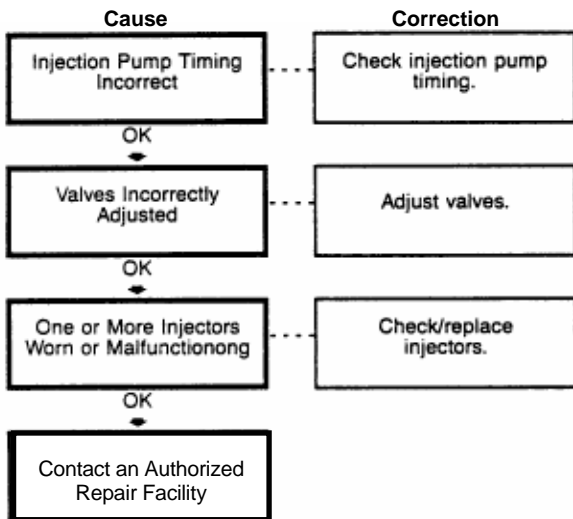 Cause
Correction
Injection Pump Timing
Incorrect
Check injection pump
timing.
OK
Valves Incorrectly
Adjusted
Adjust valves.
OK
One or More Injectors
Worn or Malfunctionong
Check/replace
injectors.
OK
Contact an Authorized
Repair Facility